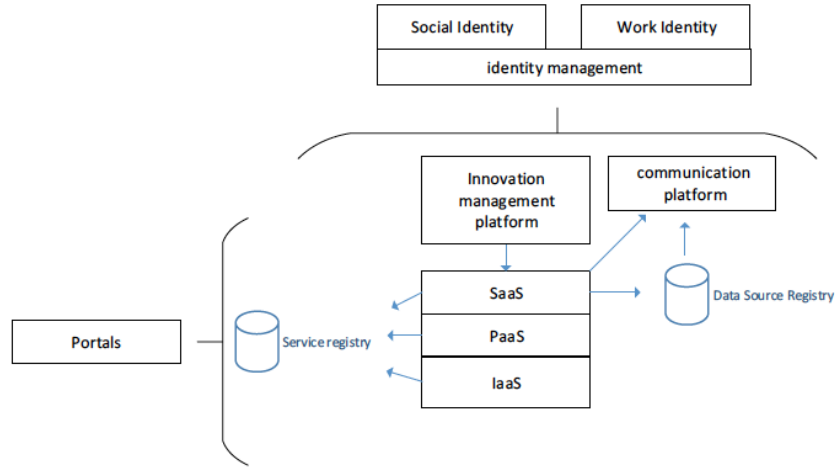 Social Identity
Work Identity
identity management
Innovation
management
platform
communication
platform
SaaS
Data Source Registry
Portals
Service registry
PaaS
IaaS